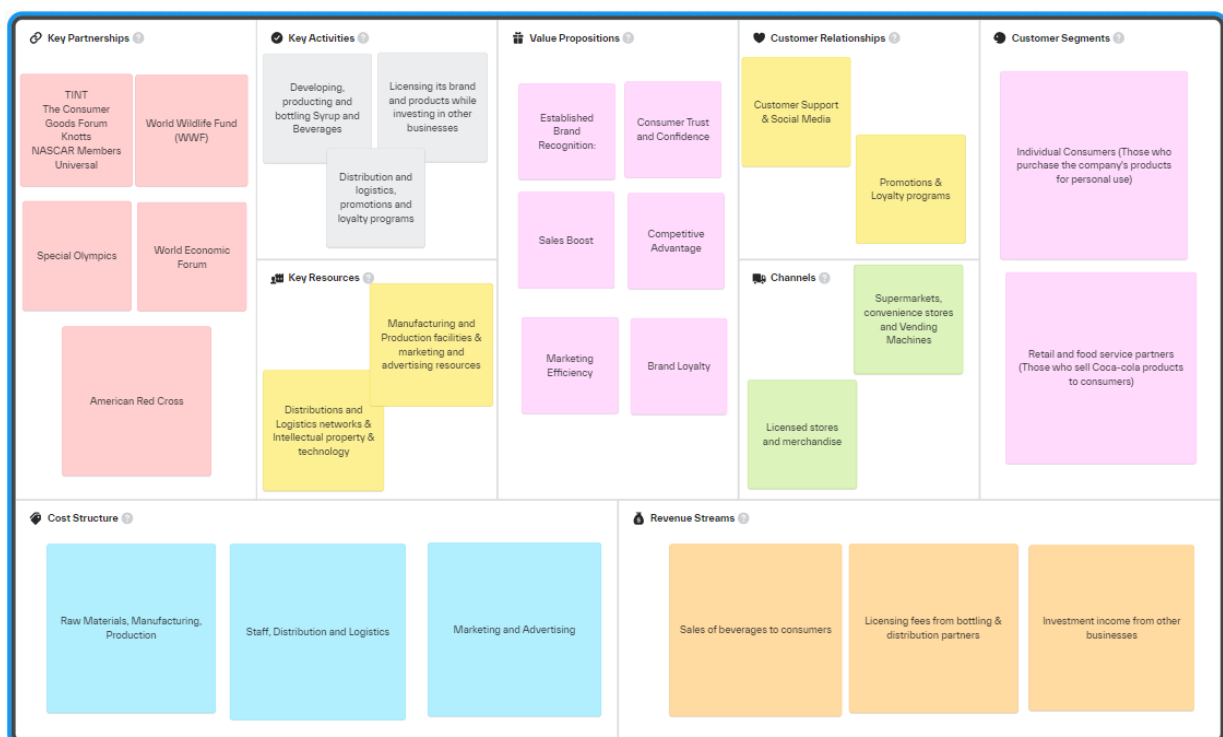 Key Partnerships
TINT
The Consumer
Goods Forum
Knotts
NASCAR Members
Universal
World Wildlife Fund
(WWF)
Special Olympics
World Economic
Forum
American Red Cross
Key Activities
Developing,
producting and
bottling Syrup and
Beverages
Licensing its brand
and products while
investing in other
businesses
Distribution and
logistics,
promotions and
loyalty programs
Key Resources
Manufacturing and
Production facilities &
marketing and
advertising resources
Distributions and
Logistics networks &
Intellectual property &
technology
Value Propositions
Established
Brand
Recognition:
Consumer Trust
and Confidence
Sales Boost
Competitive
Advantage
Marketing
Efficiency
Brand Loyalty
Customer Relationships
Customer Support
& Social Media
Promotions &
Loyalty programs
Channels
Supermarkets,
convenience stores
and Vending
Machines
Licensed stores
and merchandise
Customer Segments
Individual Consumers (Those who
purchase the company's products
for personal use)
Retail and food service partners
(Those who sell Coca-cola products
to consumers)
Cost Structure
Raw Materials, Manufacturing,
Production
Staff, Distribution and Logistics
Marketing and Advertising
Revenue Streams
Sales of beverages to consumers
Licensing fees from bottling &
distribution partners
Investment income from other
businesses